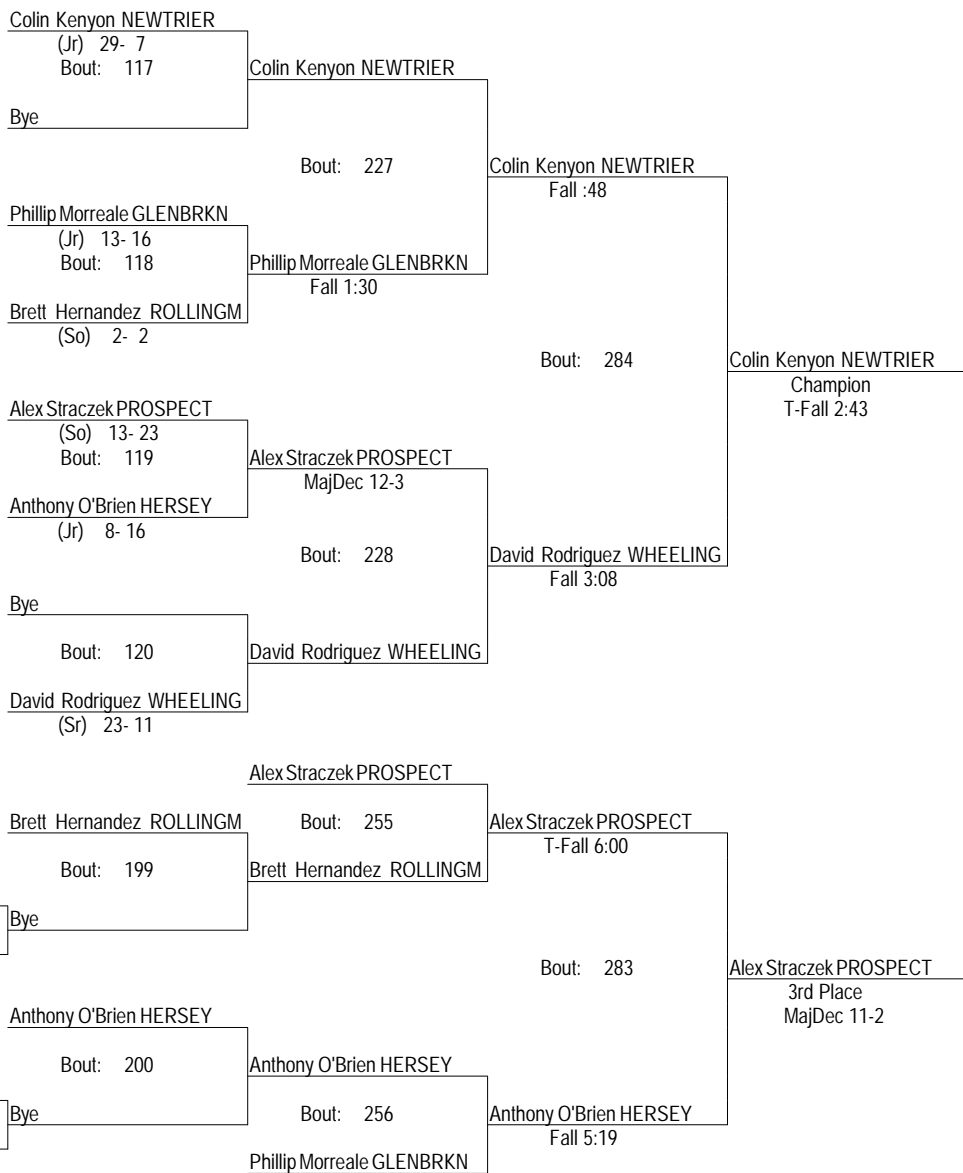 Colin Kenyon NEWTRIER
(Jr) 29- 7
Bout: 117
Colin Kenyon NEWTRIER
Bye
Bout: 227
Colin Kenyon NEWTRIER
Fall :48
Phillip Morreale GLENBRKN
(Jr) 13- 16
Bout: 118
Phillip Morreale GLENBRKN
Fall 1:30
Brett Hernandez ROLLINGM
(So) 2- 2
Bout: 284
Colin Kenyon NEWTRIER
Champion
T-Fall 2:43
Alex Straczek PROSPECT
(So) 13- 23
Bout: 119
Alex Straczek PROSPECT
MajDec 12-3
Anthony O'Brien HERSEY
(Jr) 8- 16
Bout: 228
David Rodriguez WHEELING
Fall 3:08
Bye
Bout: 120
David Rodriguez WHEELING
David Rodriguez WHEELING
(Sr) 23- 11
Alex Straczek PROSPECT
Brett Hernandez ROLLINGM
Bout: 255
Alex Straczek PROSPECT
T-Fall 6:00
Bout: 199
Brett Hernandez ROLLINGM
Bye
Bout: 283
Alex Straczek PROSPECT
3rd Place
MajDec 11-2
Anthony O'Brien HERSEY
Bout: 200
Anthony O'Brien HERSEY
Bye
Bout: 256
Anthony O'Brien HERSEY
Fall 5:19
Phillip Morreale GLENBRKN